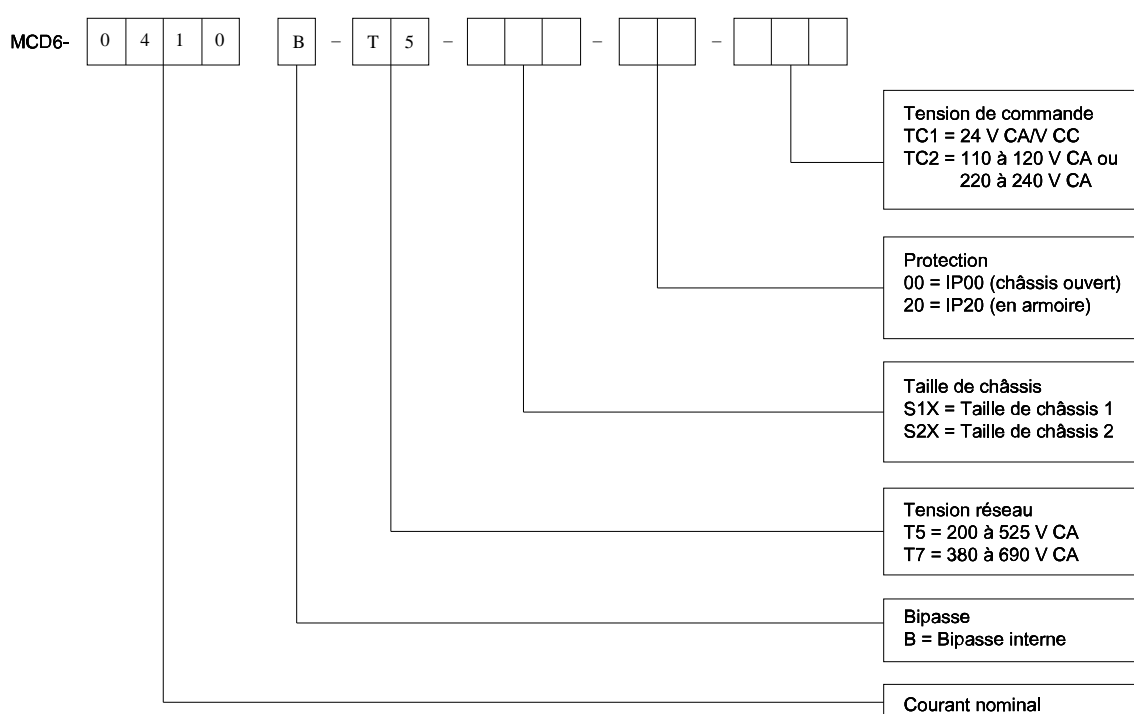 MCD6- 0 4 1 0 B – T 5 – – –
Tension de commande
TC1 = 24 V CA/V CC
TC2 = 110 à 120 V CA ou
220 à 240 V CA
Protection
00 = IP00 (châssis ouvert)
20 = IP20 (en armoire)
Taille de châssis
S1X = Taille de châssis 1
S2X = Taille de châssis 2
Tension réseau
T5 = 200 à 525 V CA
T7 = 380 à 690 V CA
Bipasse
B = Bipasse interne
Courant nominal